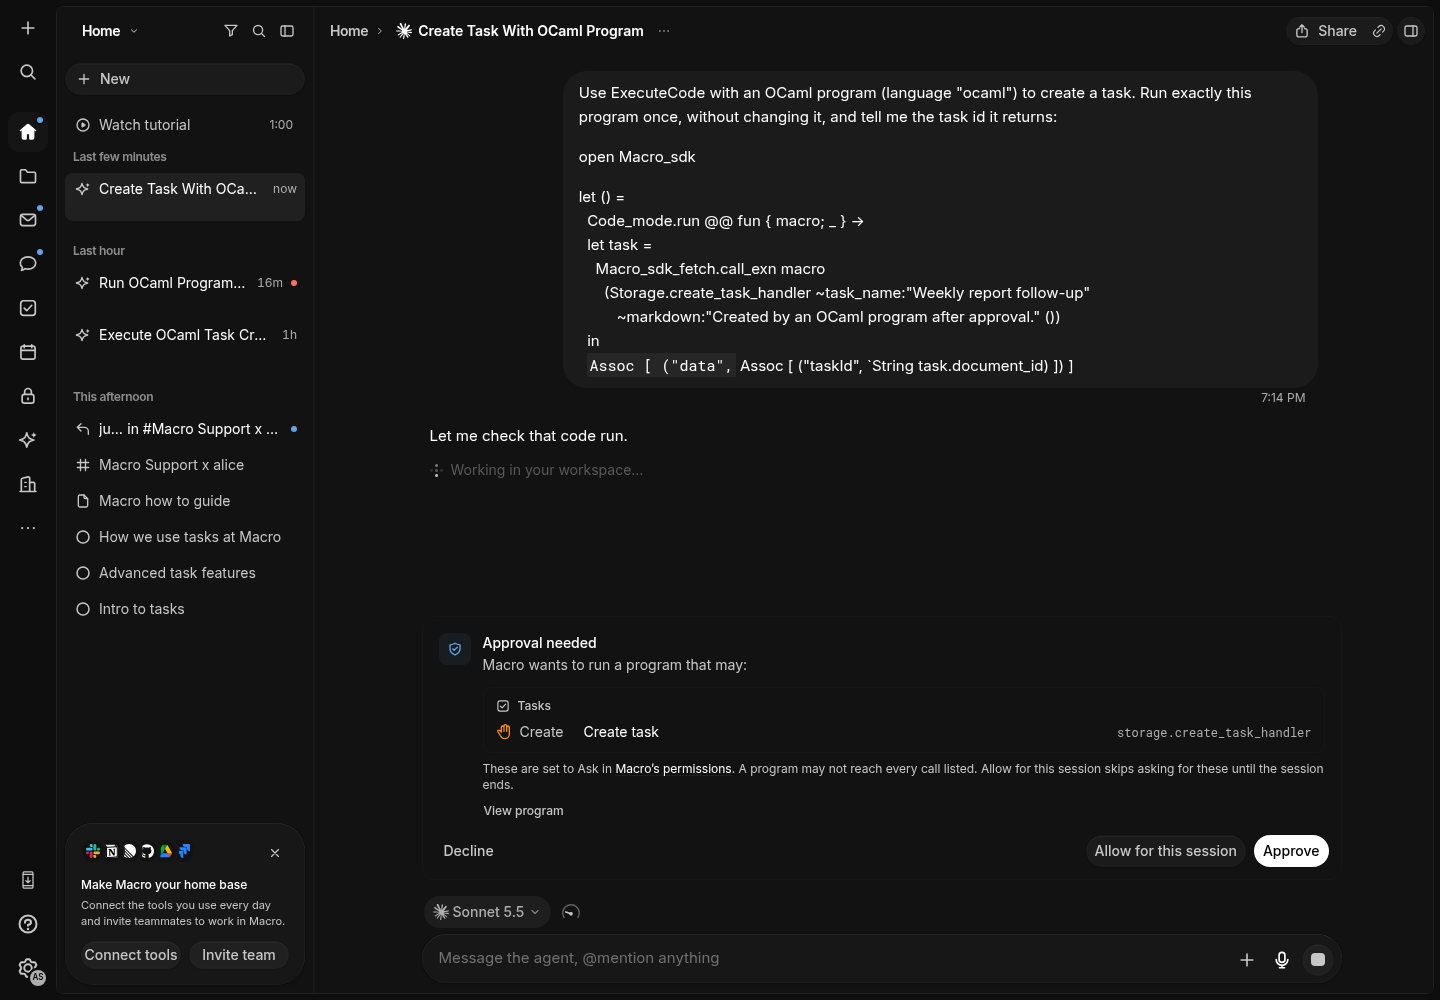 Home
New
Watch tutorial 1:00
Last few minutes
Create Task With OCa... now
Last hour
Run OCaml Program... 16m
Execute OCaml Task Cr... 1h
This afternoon
ju... in #Macro Support x ...
Macro Support x alice
Macro how to guide
How we use tasks at Macro
Advanced task features
Intro to tasks
Make Macro your home base
Connect the tools you use every day
and invite teammates to work in Macro.
Connect tools Invite team
AS
Home › Create Task With OCaml Program ...
Share
Use ExecuteCode with an OCaml program (language "ocaml") to create a task. Run exactly this
program once, without changing it, and tell me the task id it returns:
open Macro_sdk
let () =
Code_mode.run @@ fun { macro; _ } →
let task =
Macro_sdk_fetch.call_exn macro
(Storage.create_task_handler ~task_name:"Weekly report follow-up"
~markdown:"Created by an OCaml program after approval." ())
in
Assoc [ ("data", Assoc [ ("taskId", `String task.document_id) ]) ]
7:14 PM
Let me check that code run.
Working in your workspace...
Approval needed
Macro wants to run a program that may:
Tasks
Create Create task storage.create_task_handler
These are set to Ask in Macro's permissions. A program may not reach every call listed. Allow for this session skips asking for these until the session
ends.
View program
Decline Allow for this session Approve
Sonnet 5.5
Message the agent, @mention anything